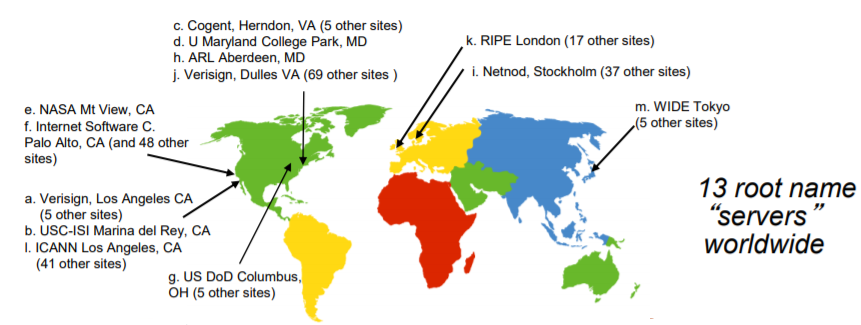 c. Cogent, Herndon, VA (5 other sites)
d. U Maryland College Park, MD
h. ARL Aberdeen, MD
j. Verisign, Dulles VA (69 other sites )
k. RIPE London (17 other sites)
i. Netnod, Stockholm (37 other sites)
m. WIDE Tokyo
(5 other sites)
e. NASA Mt View, CA
f. Internet Software C.
Palo Alto, CA (and 48 other
sites)
a. Verisign, Los Angeles CA
(5 other sites)
b. USC-ISI Marina del Rey, CA
l. ICANN Los Angeles, CA
(41 other sites)
g. US DoD Columbus,
OH (5 other sites)
13 root name
“servers”
worldwide